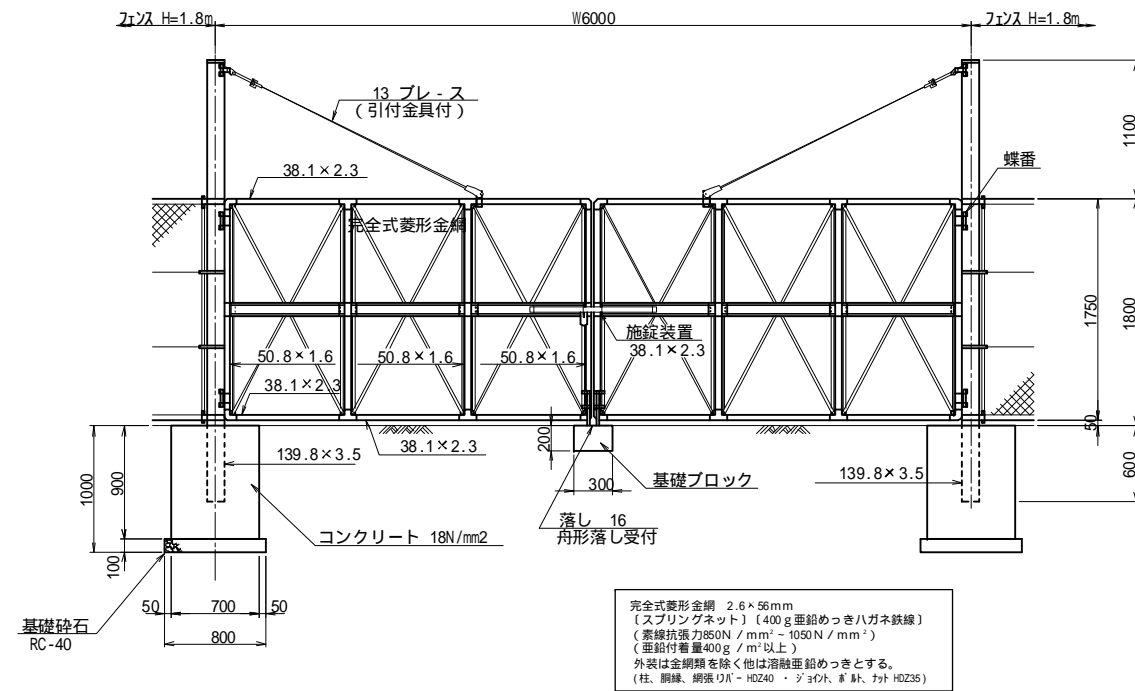 フェンス H=1.8m
W6000
フェンス H=1.8m
13 ブレ-ス
(引付金具付)
1100
蝶番
38.1×2.3
完全式菱形金網
1750
1800
施錠装置
38.1×2.3
50.8×1.6
50.8×1.6
50.8×1.6
38.1×2.3
50
38.1×2.3
200
139.8×3.5
139.8×3.5
600
300
基礎ブロック
1000
900
落し 16
舟形落し受付
コンクリート 18N/mm2
100
50
700
50
800
基礎砕石
RC-40
完全式菱形金網 2.6×56mm
〔スプリングネット〕〔400g亜鉛めっきハガネ鉄線〕
(素線抗張力850N/mm²~1050N/mm²)
(亜鉛付着量400g/m²以上)
外装は金網類を除く他は溶融亜鉛めっきとする。
(柱、胴縁、網張りバー HDZ40 ・ ジョイント、ボルト、ナット HDZ35)